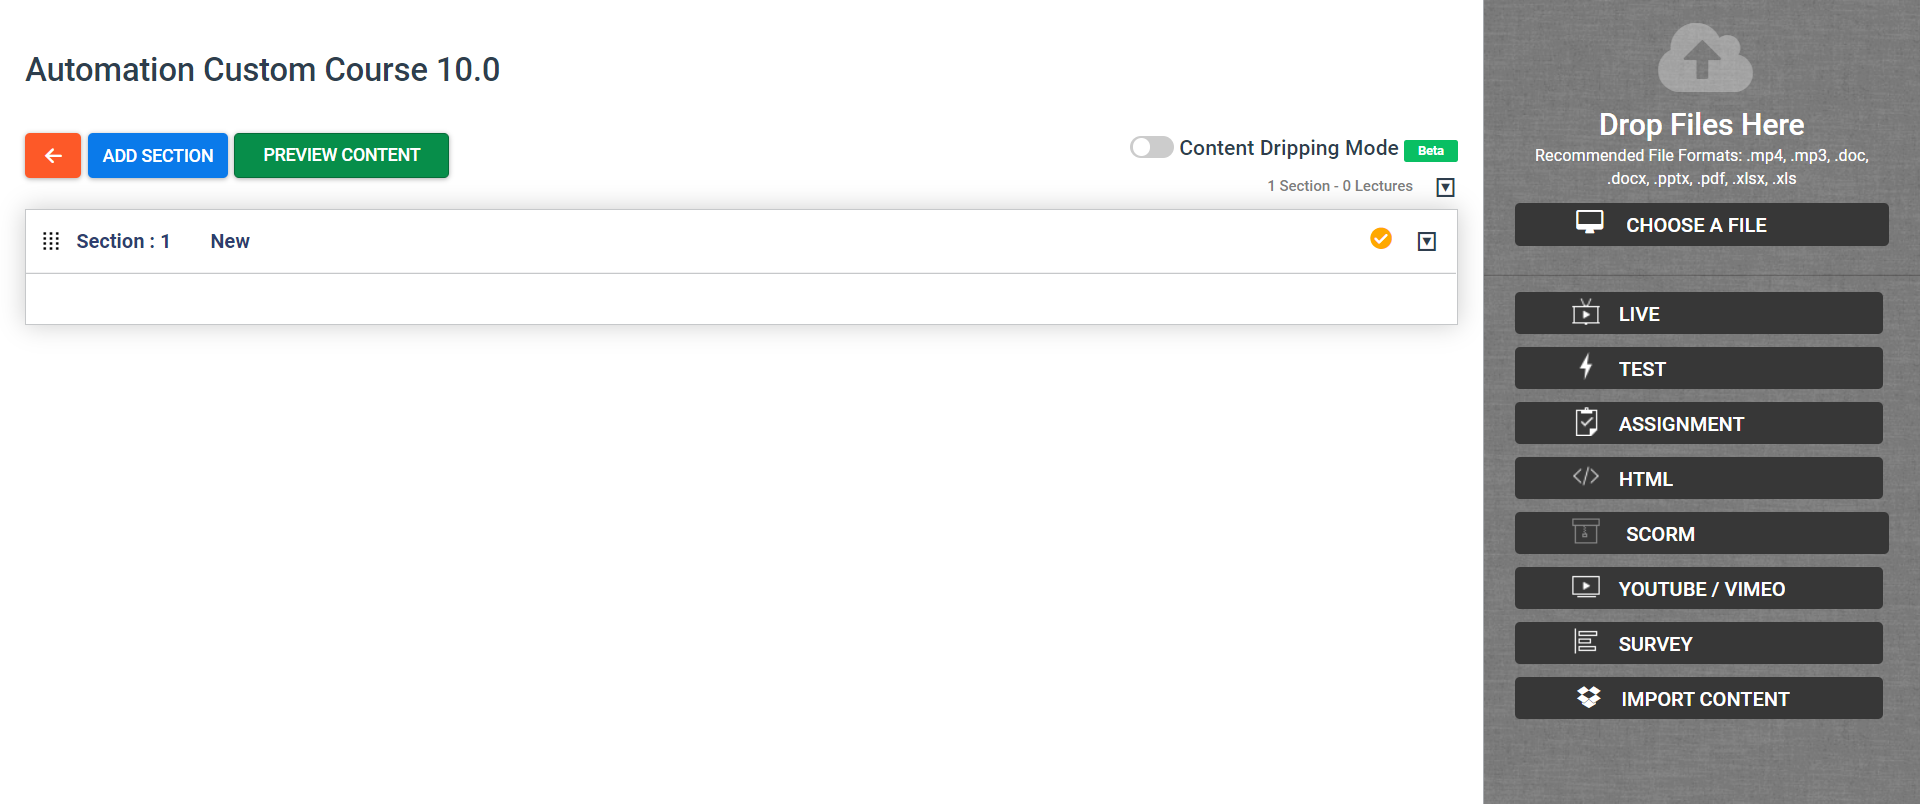 Automation Custom Course 10.0
ADD SECTION
PREVIEW CONTENT
Content Dripping Mode Beta
1 Section - 0 Lectures
Section : 1 New
Drop Files Here
Recommended File Formats: .mp4, .mp3, .doc,
.docx, .pptx, .pdf, .xlsx, .xls
CHOOSE A FILE
LIVE
TEST
ASSIGNMENT
HTML
SCORM
YOUTUBE / VIMEO
SURVEY
IMPORT CONTENT